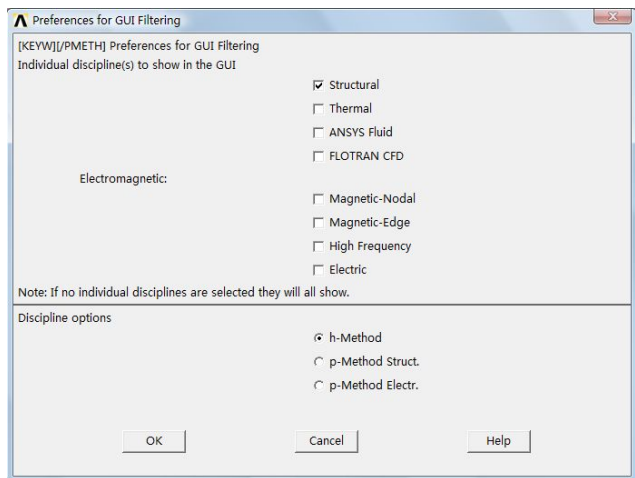 Preferences for GUI Filtering
[KEYW][/PMETH] Preferences for GUI Filtering
Individual discipline(s) to show in the GUI
Structural
Thermal
ANSYS Fluid
FLOTRAN CFD
Electromagnetic:
Magnetic-Nodal
Magnetic-Edge
High Frequency
Electric
Note: If no individual disciplines are selected they will all show.
Discipline options
h-Method
p-Method Struct.
p-Method Electr.
OK Cancel Help